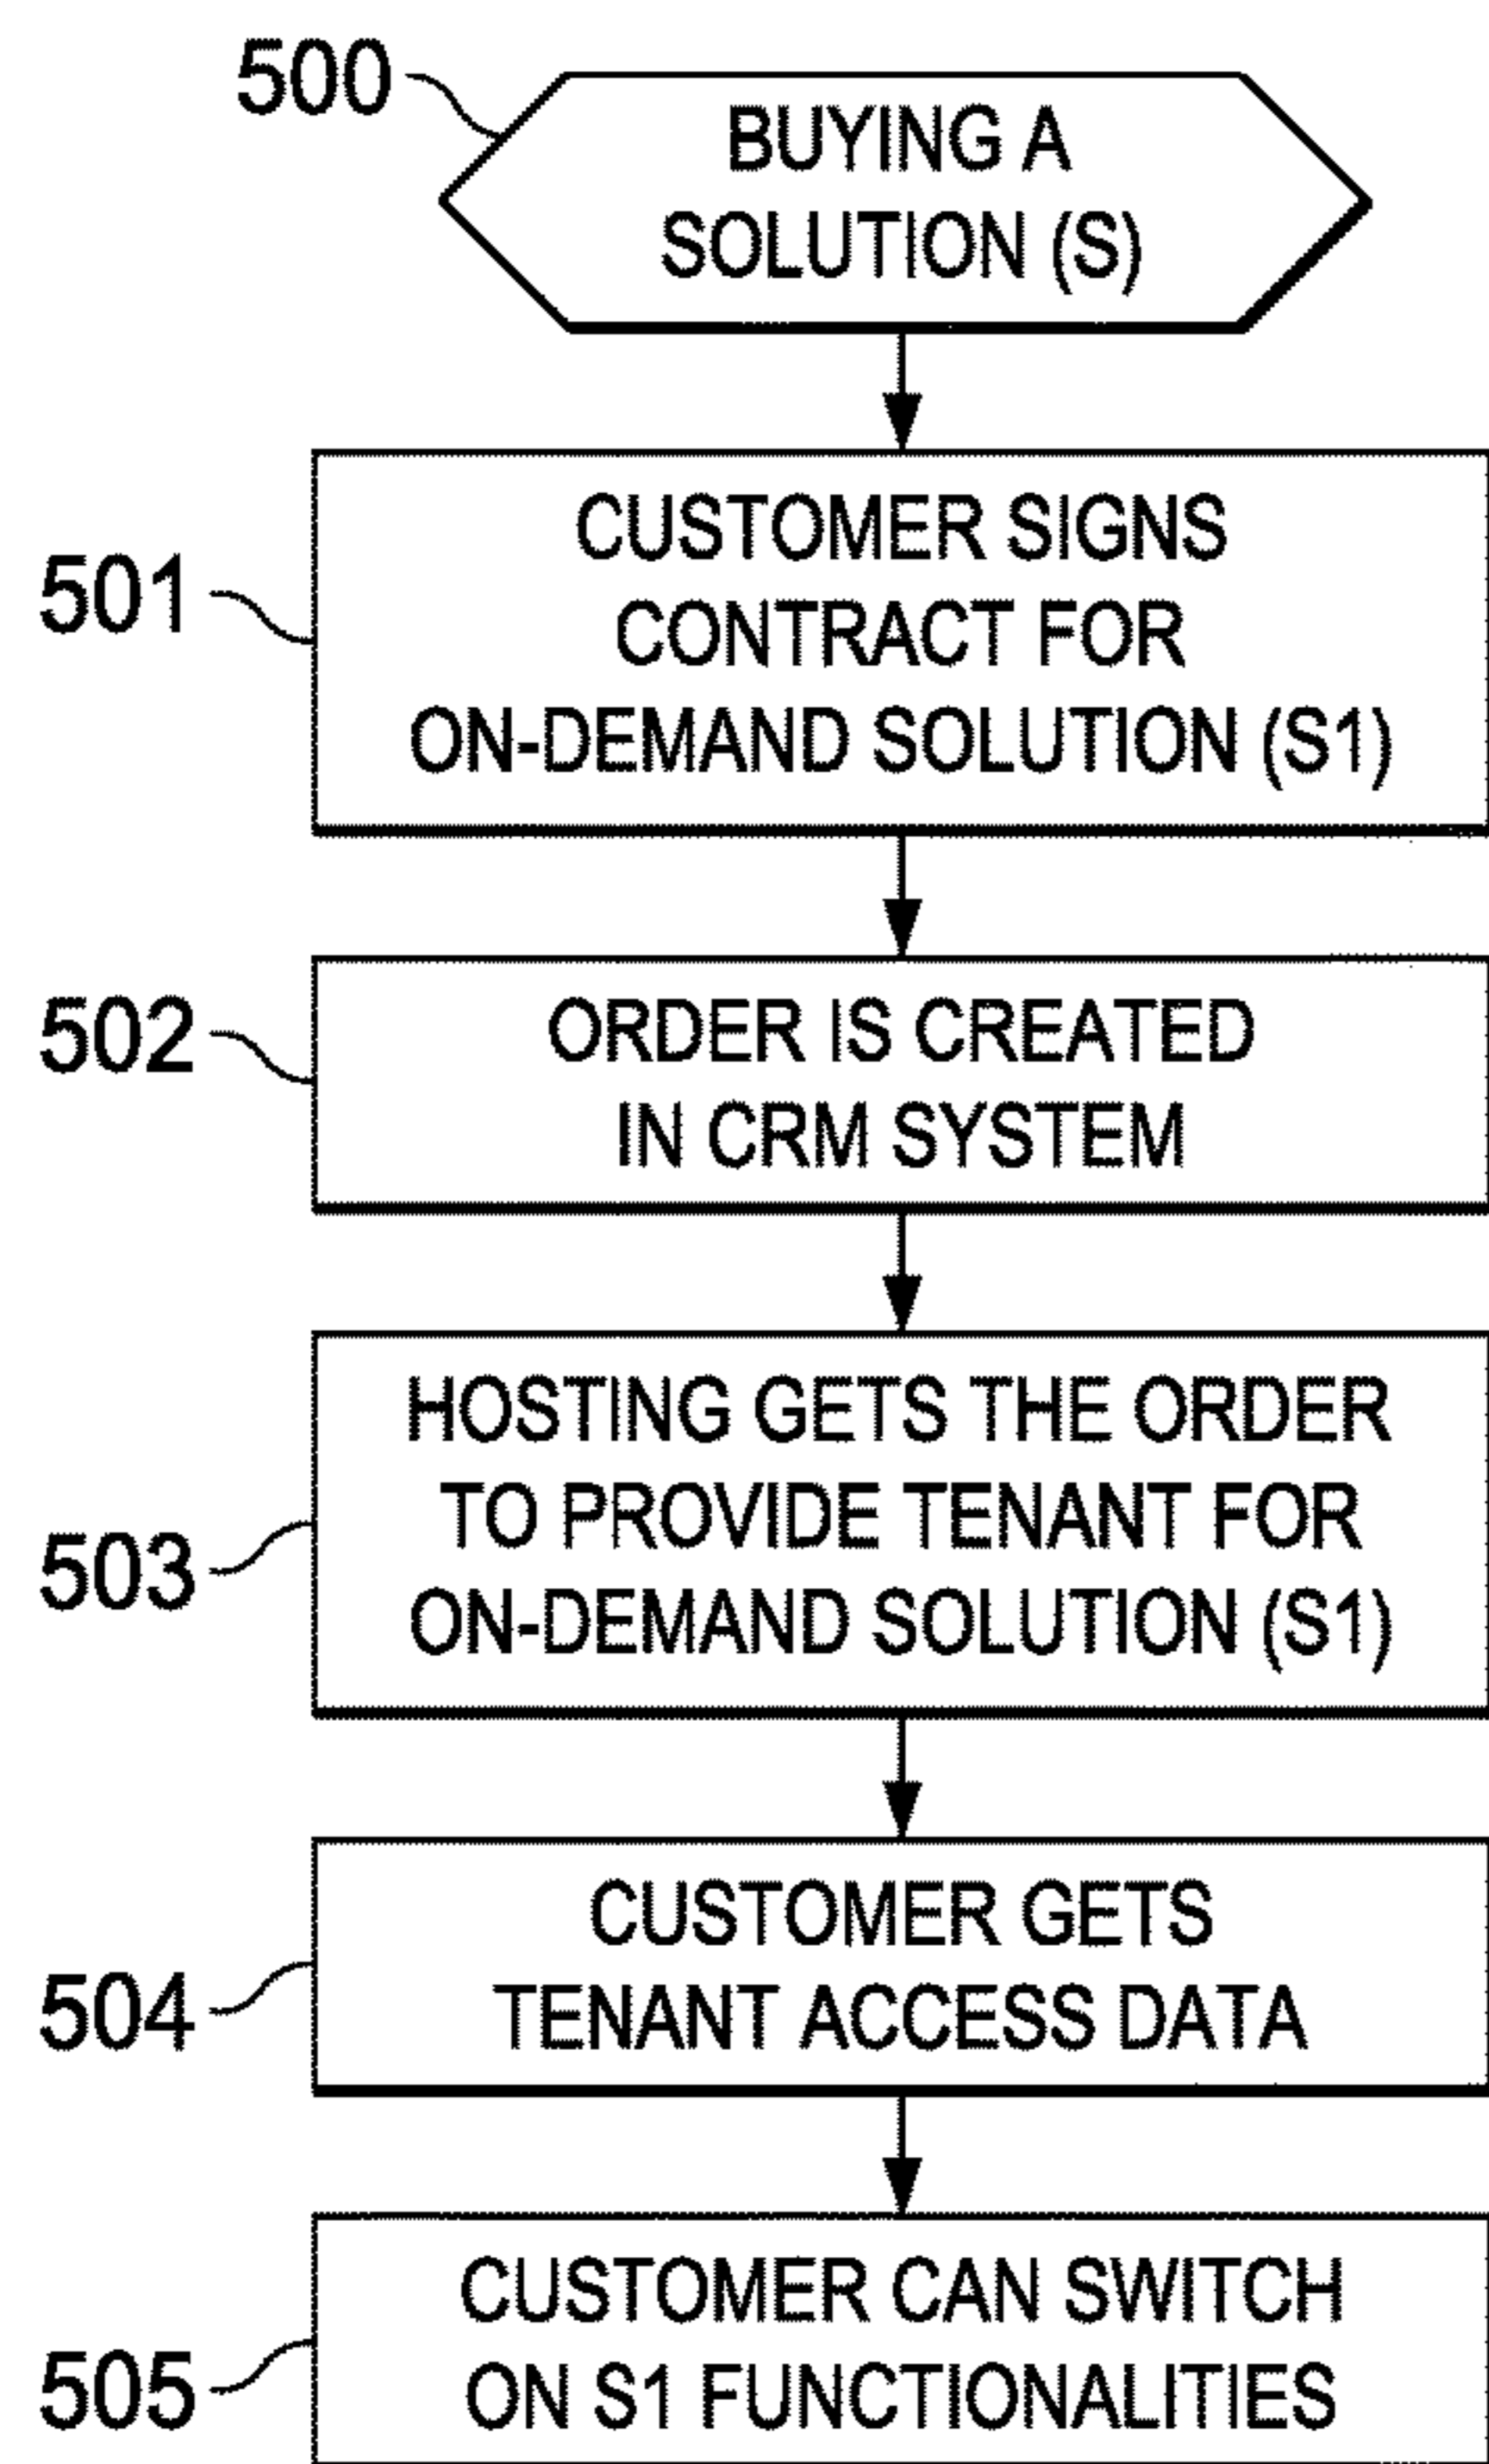 500
BUYING A
SOLUTION (S)
501
CUSTOMER SIGNS
CONTRACT FOR
ON-DEMAND SOLUTION (S1)
502
ORDER IS CREATED
IN CRM SYSTEM
503
HOSTING GETS THE ORDER
TO PROVIDE TENANT FOR
ON-DEMAND SOLUTION (S1)
504
CUSTOMER GETS
TENANT ACCESS DATA
505
CUSTOMER CAN SWITCH
ON S1 FUNCTIONALITIES